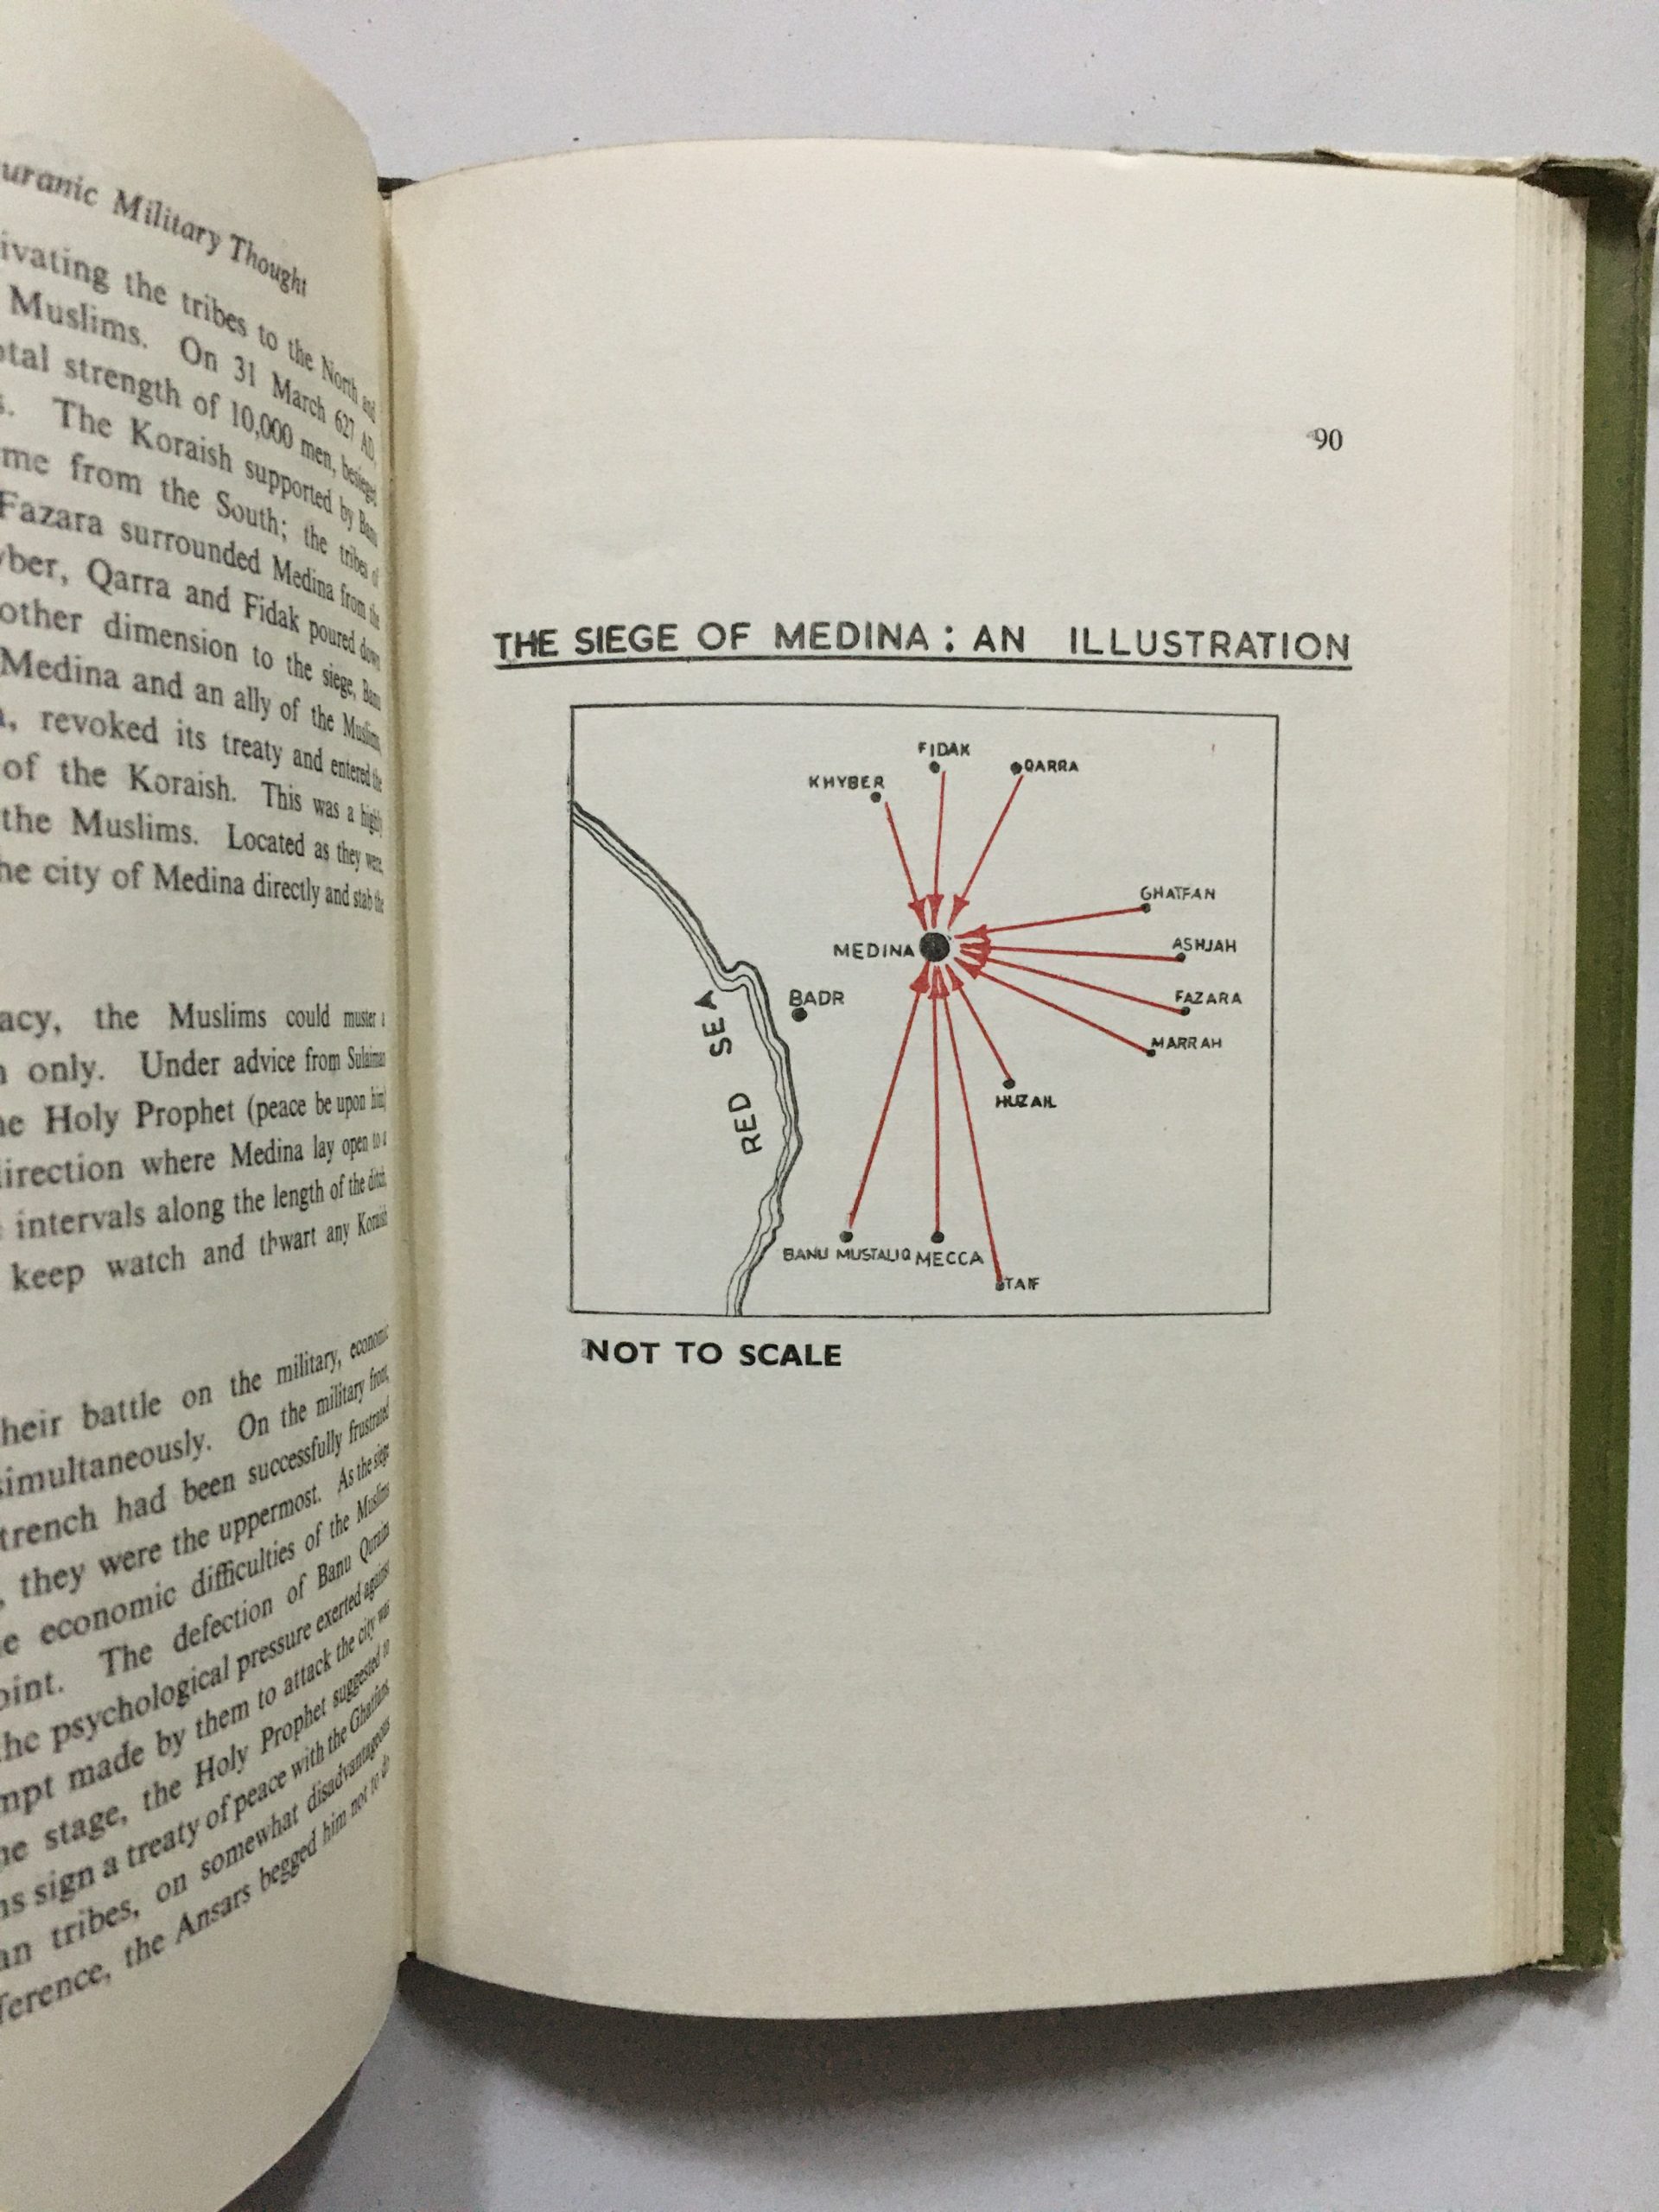 uranic Military Thought
ivating the tribes to the North and
Muslims. On 31 March 627 AD,
otal strength of 10,000 men, besieged
s. The Koraish supported by Banu
me from the South; the tribes of
Fazara surrounded Medina from the
yber, Qarra and Fidak poured down
other dimension to the siege, Banu
Medina and an ally of the Muslims,
a, revoked its treaty and entered the
of the Koraish. This was a highly
the Muslims. Located as they were,
he city of Medina directly and stab the
acy, the Muslims could muster a
n only. Under advice from Sulaiman
he Holy Prophet (peace be upon him)
direction where Medina lay open to a
intervals along the length of the ditch,
keep watch and thwart any Koraish
heir battle on the military, economic
simultaneously. On the military front,
trench had been successfully frustrated
, they were the uppermost. As the siege
e economic difficulties of the Muslims
oint. The defection of Banu Quraiza
he psychological pressure exerted against
mpt made by them to attack the city was
he stage, the Holy Prophet suggested to
ns sign a treaty of peace with the Ghatfans,
an tribes, on somewhat disadvantageous
ference, the Ansars begged him not to do
90
THE SIEGE OF MEDINA : AN ILLUSTRATION
FIDAK
KHYBER
QARRA
GHATFAN
MEDINA
ASHJAH
BADR
FAZARA
RED SEA
MARRAH
HUZAIL
BANU MUSTALIQ
MECCA
TAIF
NOT TO SCALE